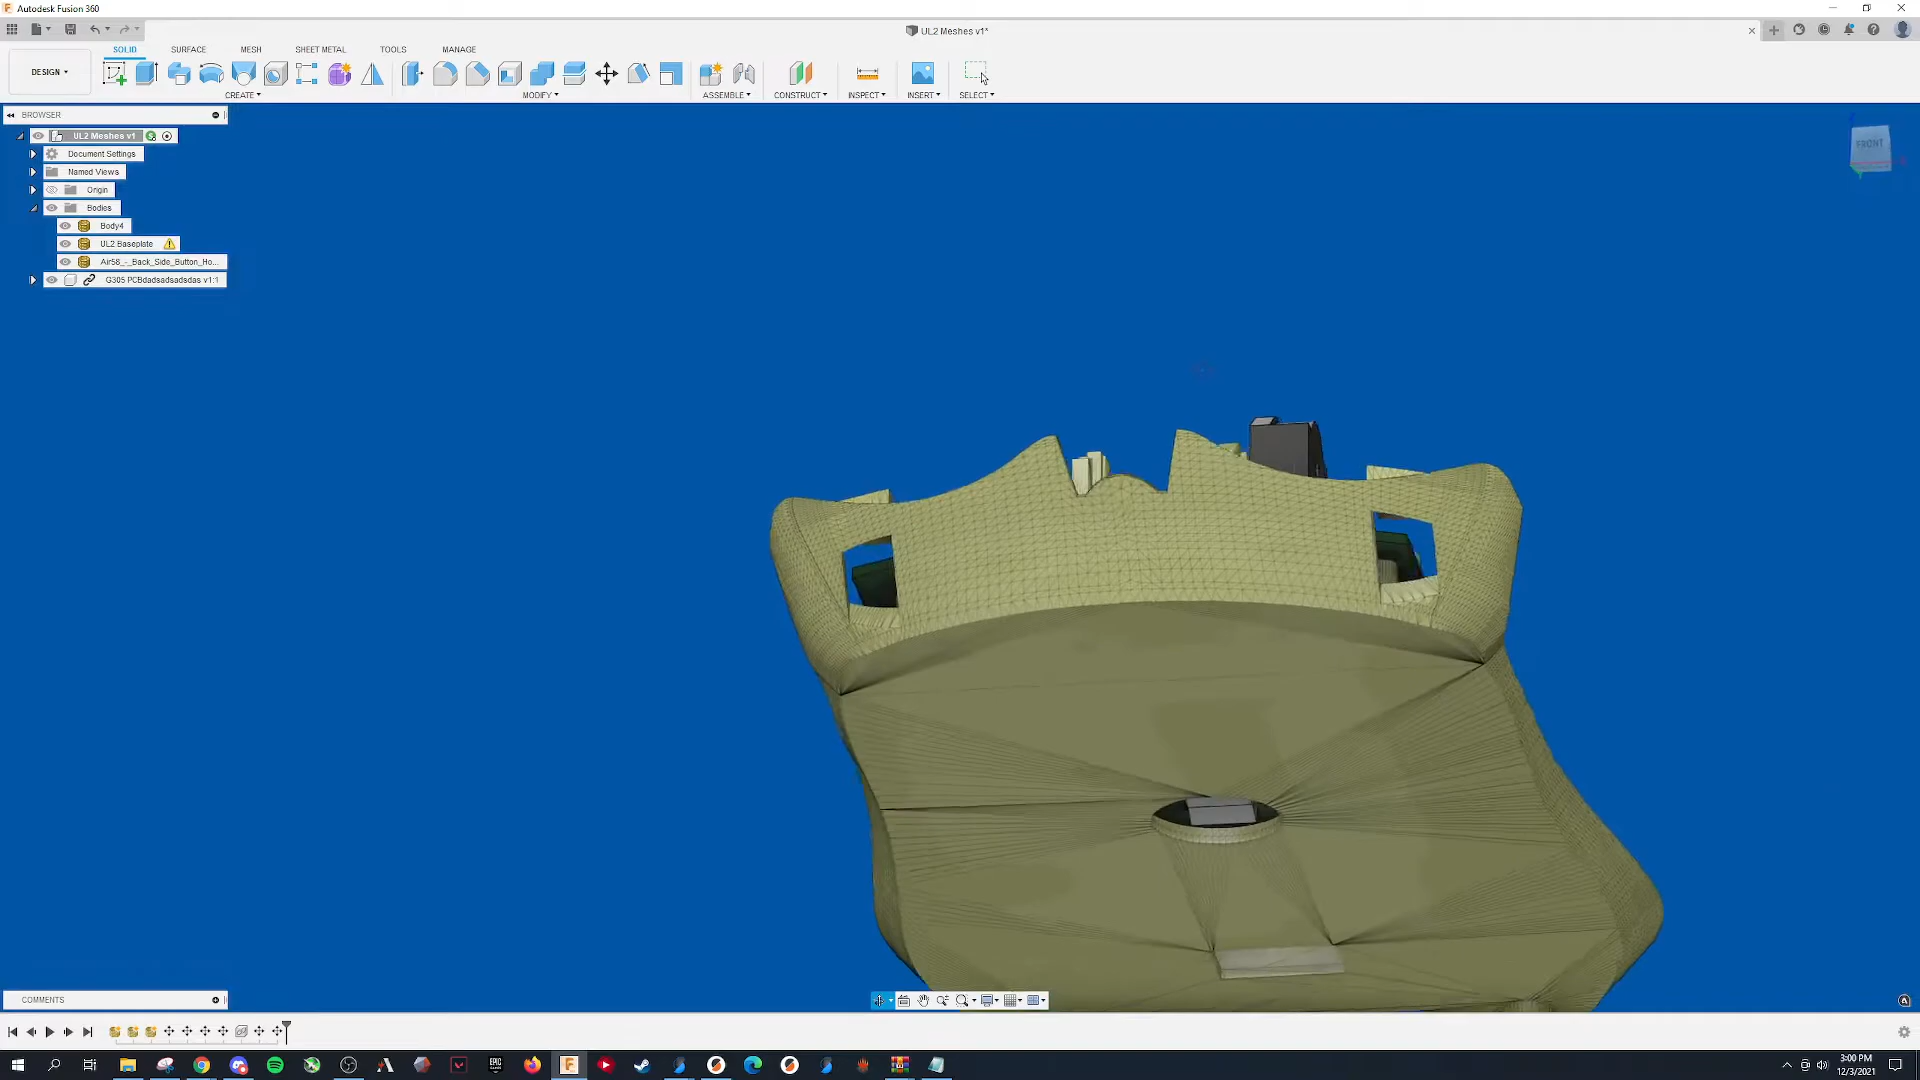 Autodesk Fusion 360
UL2 Meshes v1*
SOLID SURFACE MESH SHEET METAL TOOLS MANAGE
DESIGN
CREATE MODIFY ASSEMBLE CONSTRUCT INSPECT INSERT SELECT
BROWSER
UL2 Meshes v1
Document Settings
Named Views
Origin
Bodies
Body4
UL2 Baseplate
Air58_-_Back_Side_Button_Ho...
G305 PCBdadsadsadsdas v1:1
FRONT
COMMENTS
3:00 PM
12/3/2021